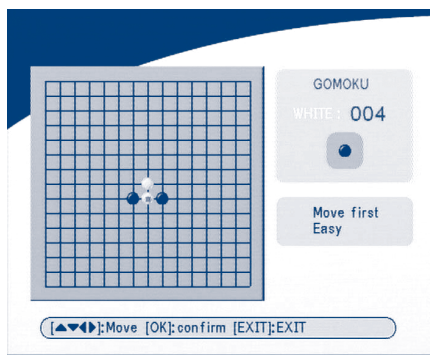 GOMOKU
WHITE: 004
Move first
Easy
[▲▼◀▶]:Move [OK]:confirm [EXIT]:EXIT